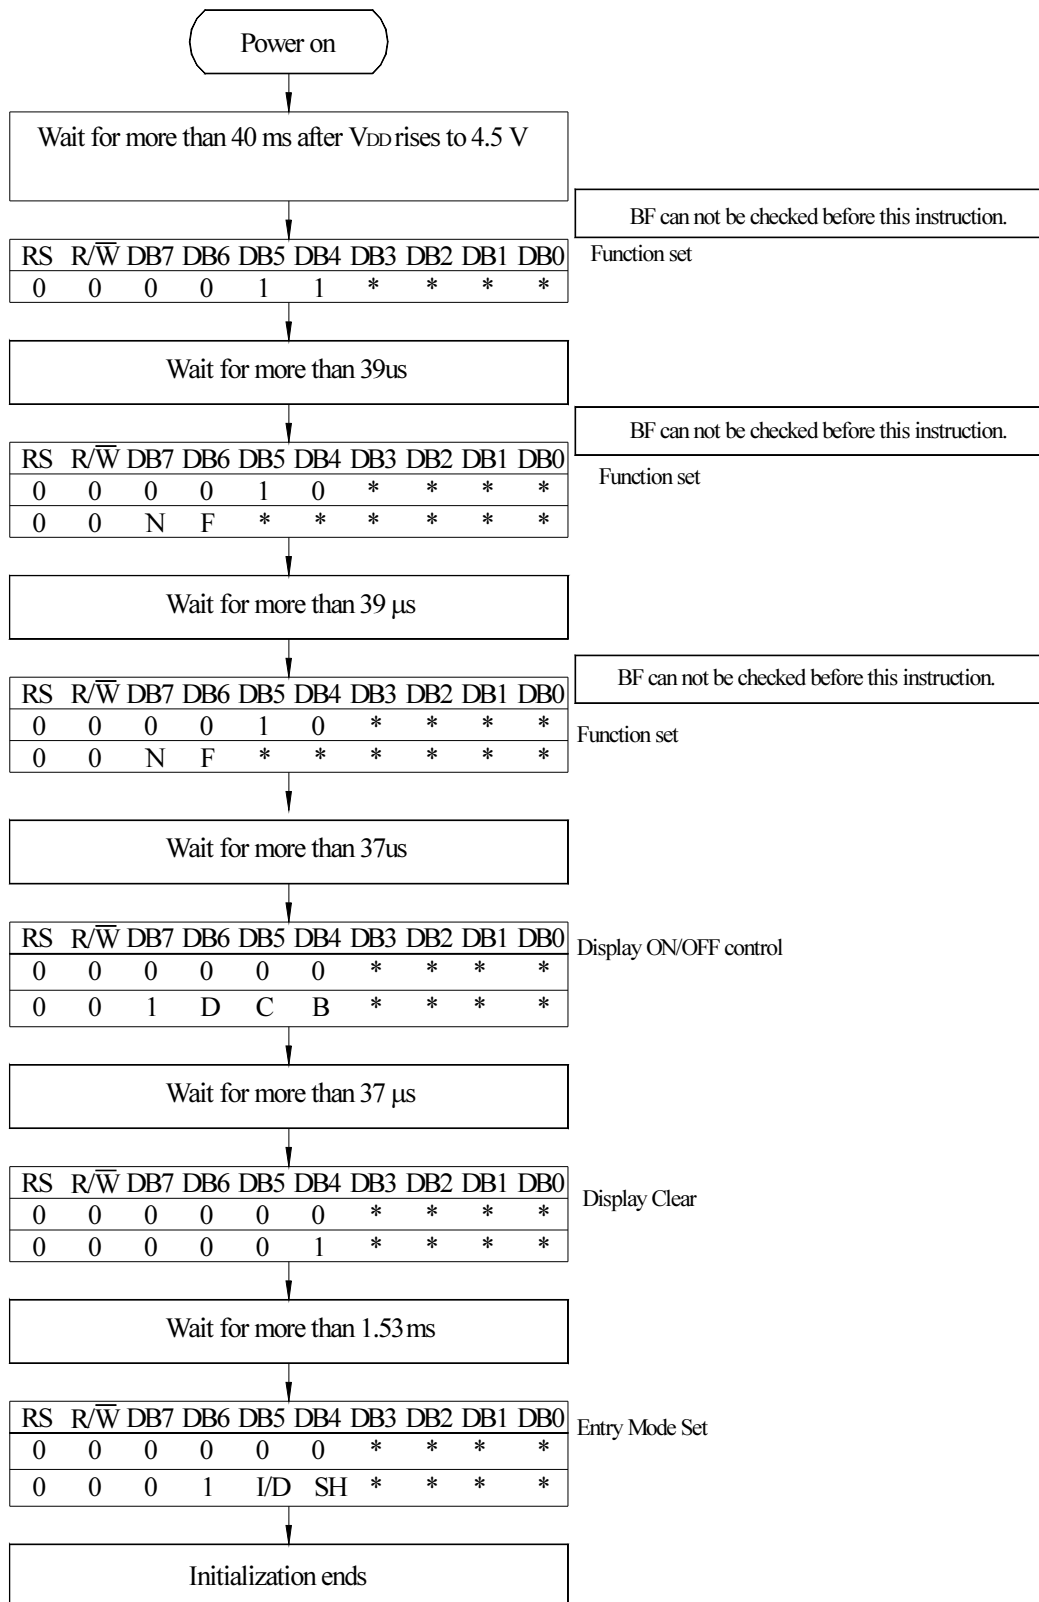 Power on
Wait for more than 40 ms after VDD rises to 4.5 V
BF can not be checked before this instruction.
RS R/W̅ DB7 DB6 DB5 DB4 DB3 DB2 DB1 DB0
Function set
0 0 0 0 1 1 * * * *
Wait for more than 39us
BF can not be checked before this instruction.
RS R/W̅ DB7 DB6 DB5 DB4 DB3 DB2 DB1 DB0
Function set
0 0 0 0 1 0 * * * *
0 0 N F * * * * * *
Wait for more than 39 μs
BF can not be checked before this instruction.
RS R/W̅ DB7 DB6 DB5 DB4 DB3 DB2 DB1 DB0
0 0 0 0 1 0 * * * *
Function set
0 0 N F * * * * * *
Wait for more than 37us
RS R/W̅ DB7 DB6 DB5 DB4 DB3 DB2 DB1 DB0
Display ON/OFF control
0 0 0 0 0 0 * * * *
0 0 1 D C B * * * *
Wait for more than 37 μs
RS R/W̅ DB7 DB6 DB5 DB4 DB3 DB2 DB1 DB0
Display Clear
0 0 0 0 0 0 * * * *
0 0 0 0 0 1 * * * *
Wait for more than 1.53ms
RS R/W̅ DB7 DB6 DB5 DB4 DB3 DB2 DB1 DB0
Entry Mode Set
0 0 0 0 0 0 * * * *
0 0 0 1 I/D SH * * * *
Initialization ends